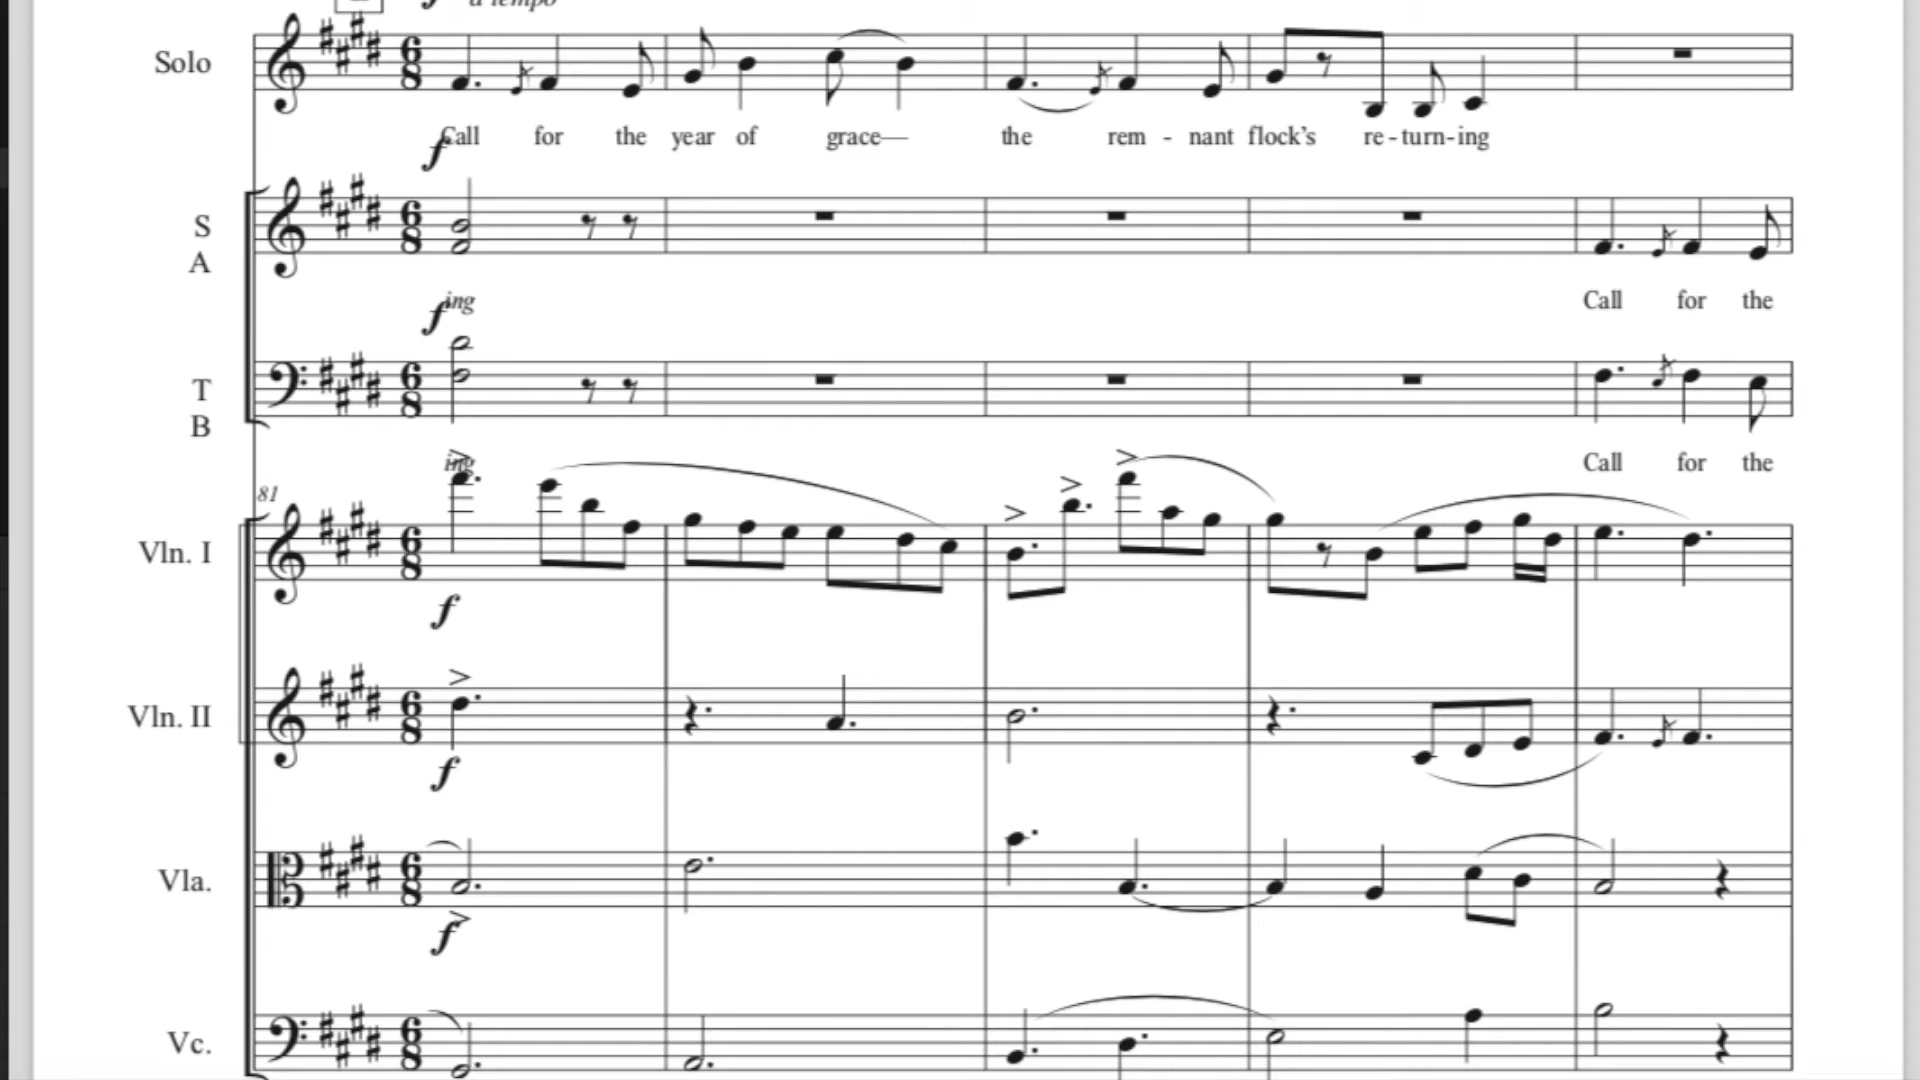 a tempo
Solo
Call for the year of grace— the rem - nant flock's re - turn - ing
f
S
A
ing Call for the
f
T
B
ing Call for the
81
Vln. I
f
Vln. II
f
Vla.
f
Vc.